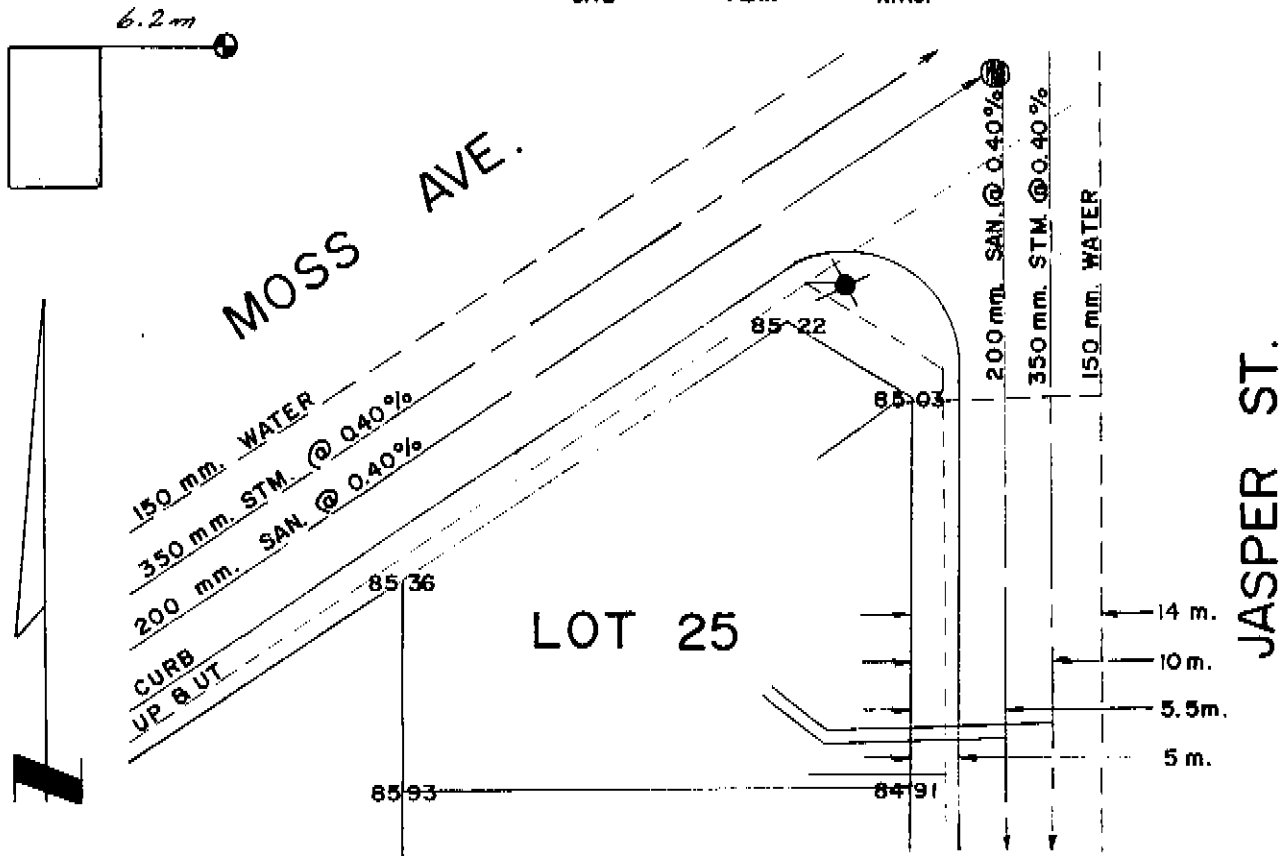 6.2m
MOSS AVE.
200 mm. SAN. @ 0.40%
350 mm. STM. @ 0.40%
150 mm. WATER
JASPER ST.
85.22
85.03
150 mm. WATER
350 mm. STM. @ 0.40%
200 mm. SAN. @ 0.40%
CURB
UP & UT
85 36
LOT 25
14 m.
10 m.
5.5m.
5 m.
85 93
84 91